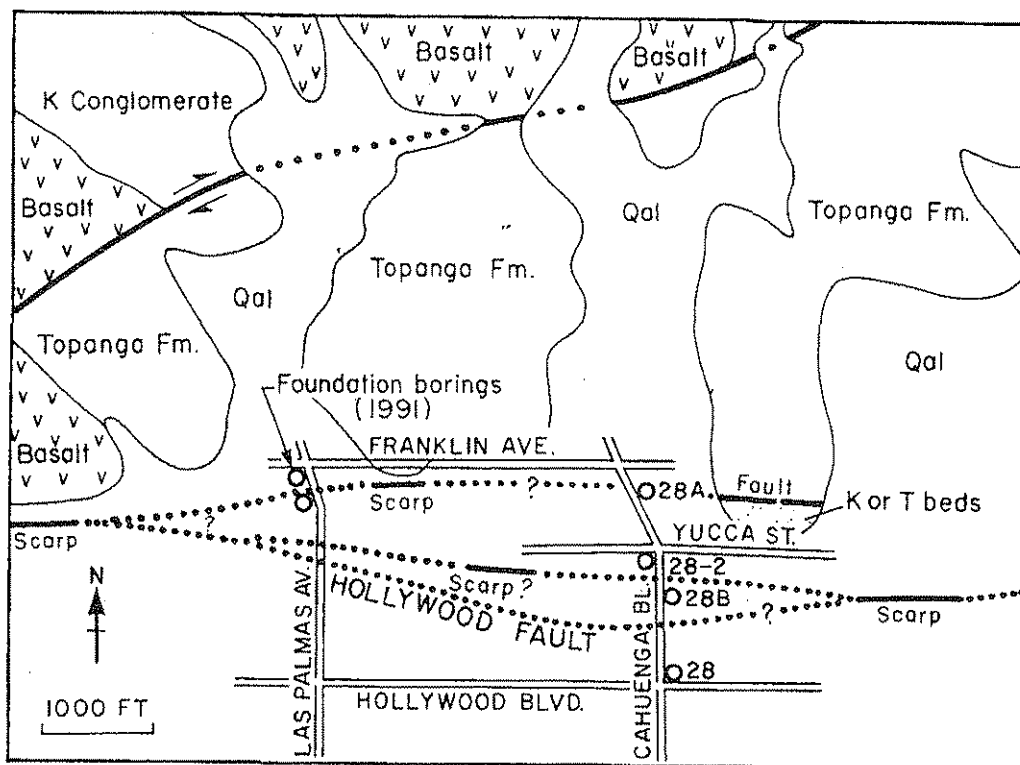 Basalt
Basalt
K Conglomerate
Basalt
Qal
Topanga Fm.
Topanga Fm.
Qal
Topanga Fm.
Qal
Foundation borings
(1991)
Basalt
FRANKLIN AVE.
Scarp
?
28A
Fault
K or T beds
Scarp
?
YUCCA ST.
28-2
Scarp?
28B
N
HOLLYWOOD FAULT
?
Scarp
LAS PALMAS AV.
CAHUENGA BL.
28
1000 FT
HOLLYWOOD BLVD.